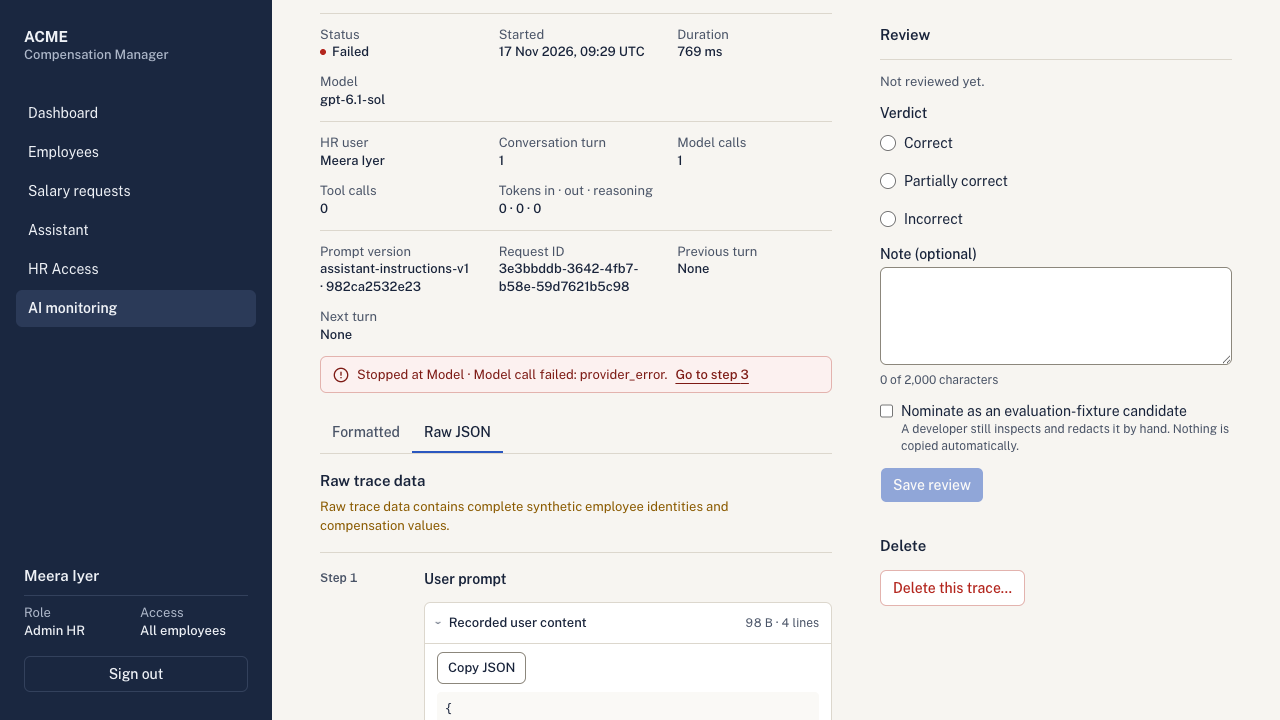 ACME
Compensation Manager
Dashboard
Employees
Salary requests
Assistant
HR Access
AI monitoring
Meera Iyer
Role
Access
Admin HR
All employees
Sign out
Status
Started
Duration
Failed
17 Nov 2026, 09:29 UTC
769 ms
Model
gpt-6.1-sol
HR user
Conversation turn
Model calls
Meera Iyer
1
1
Tool calls
Tokens in · out · reasoning
0
0 · 0 · 0
Prompt version
Request ID
Previous turn
assistant-instructions-v1
· 982ca2532e23
3e3bbddb-3642-4fb7-
b58e-59d7621b5c98
None
Next turn
None
Stopped at Model · Model call failed: provider_error. Go to step 3
Formatted
Raw JSON
Raw trace data
Raw trace data contains complete synthetic employee identities and
compensation values.
Step 1
User prompt
Recorded user content
98 B · 4 lines
Copy JSON
{
Review
Not reviewed yet.
Verdict
Correct
Partially correct
Incorrect
Note (optional)
0 of 2,000 characters
Nominate as an evaluation-fixture candidate
A developer still inspects and redacts it by hand. Nothing is
copied automatically.
Save review
Delete
Delete this trace...